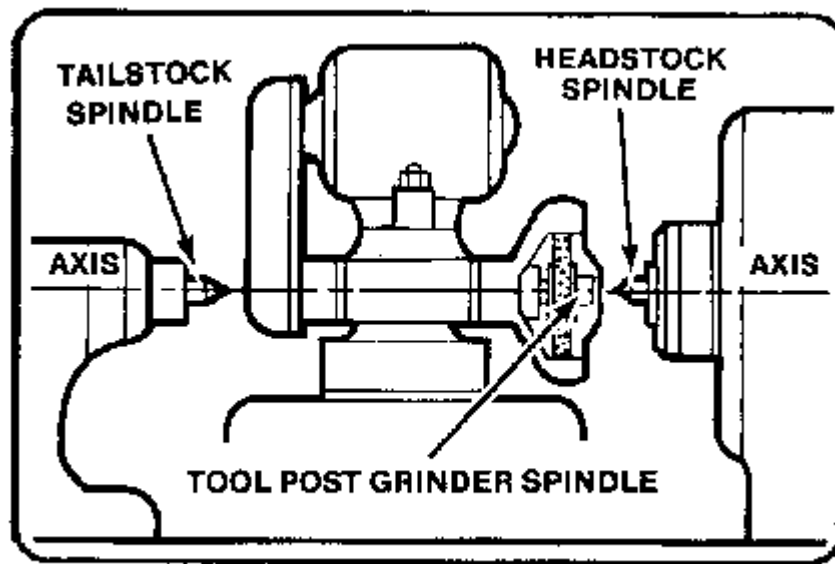 TAILSTOCK
SPINDLE
HEADSTOCK
SPINDLE
AXIS
AXIS
TOOL POST GRINDER SPINDLE